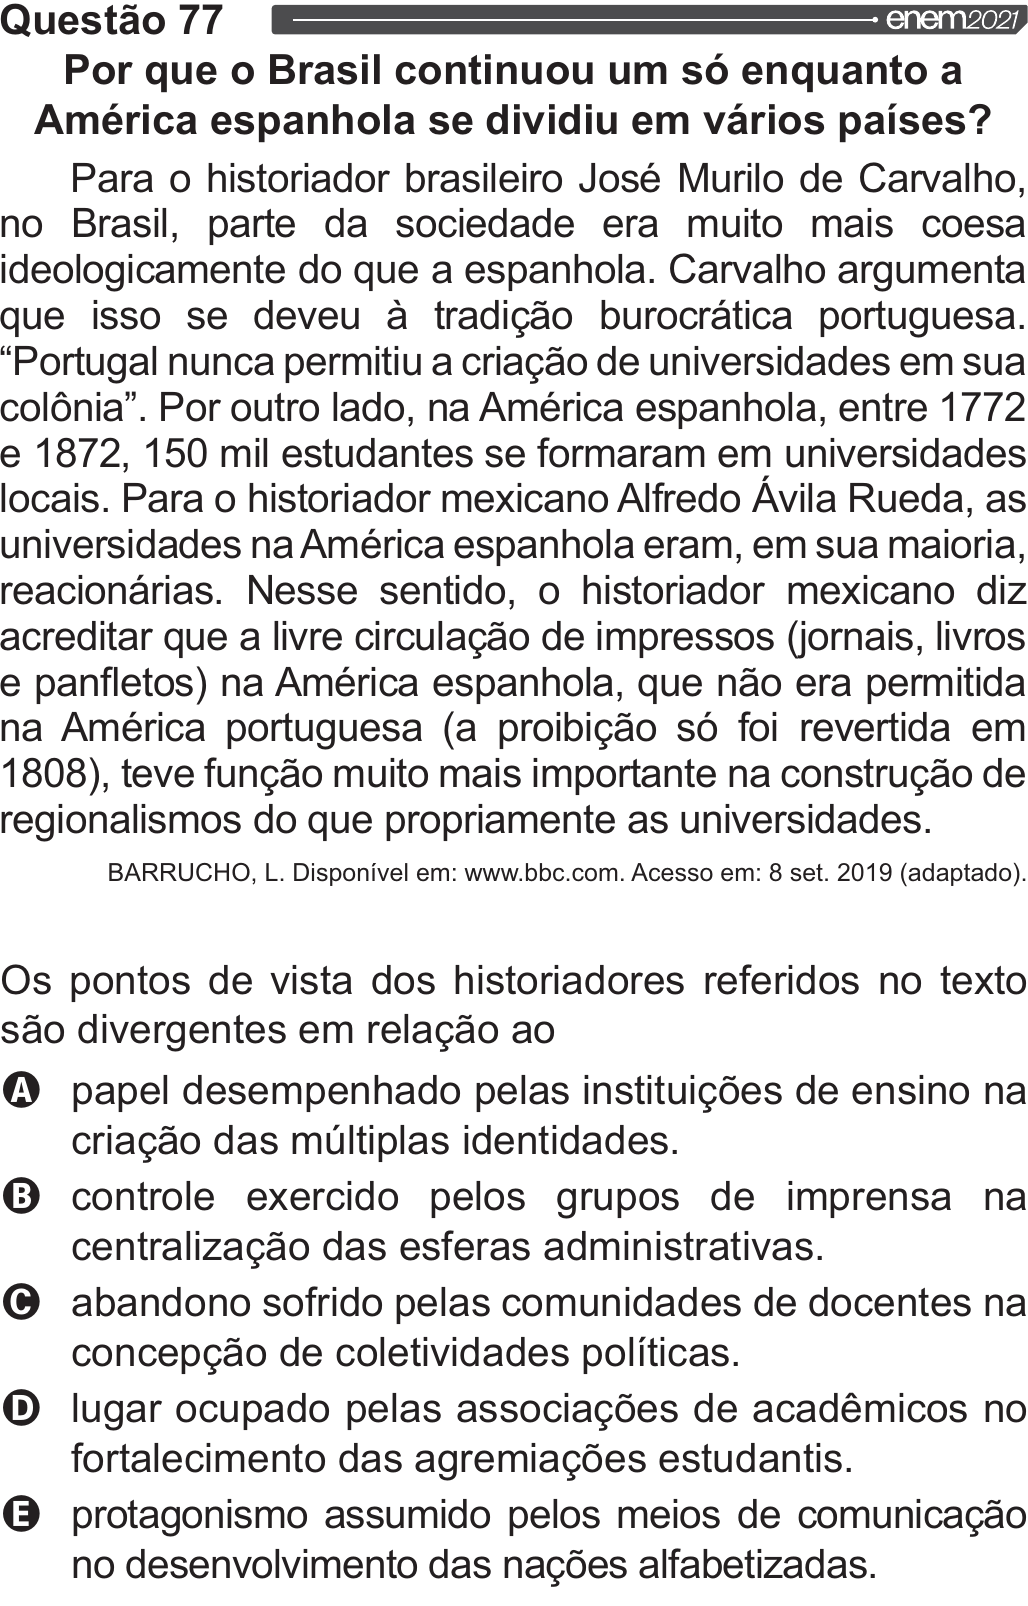 Questão 77
enem2021
Por que o Brasil continuou um só enquanto a
América espanhola se dividiu em vários países?
Para o historiador brasileiro José Murilo de Carvalho,
no Brasil, parte da sociedade era muito mais coesa
ideologicamente do que a espanhola. Carvalho argumenta
que isso se deveu à tradição burocrática portuguesa.
“Portugal nunca permitiu a criação de universidades em sua
colônia”. Por outro lado, na América espanhola, entre 1772
e 1872, 150 mil estudantes se formaram em universidades
locais. Para o historiador mexicano Alfredo Ávila Rueda, as
universidades na América espanhola eram, em sua maioria,
reacionárias. Nesse sentido, o historiador mexicano diz
acreditar que a livre circulação de impressos (jornais, livros
e panfletos) na América espanhola, que não era permitida
na América portuguesa (a proibição só foi revertida em
1808), teve função muito mais importante na construção de
regionalismos do que propriamente as universidades.
BARRUCHO, L. Disponível em: www.bbc.com. Acesso em: 8 set. 2019 (adaptado).
Os pontos de vista dos historiadores referidos no texto
são divergentes em relação ao
A papel desempenhado pelas instituições de ensino na
criação das múltiplas identidades.
B controle exercido pelos grupos de imprensa na
centralização das esferas administrativas.
C abandono sofrido pelas comunidades de docentes na
concepção de coletividades políticas.
D lugar ocupado pelas associações de acadêmicos no
fortalecimento das agremiações estudantis.
E protagonismo assumido pelos meios de comunicação
no desenvolvimento das nações alfabetizadas.